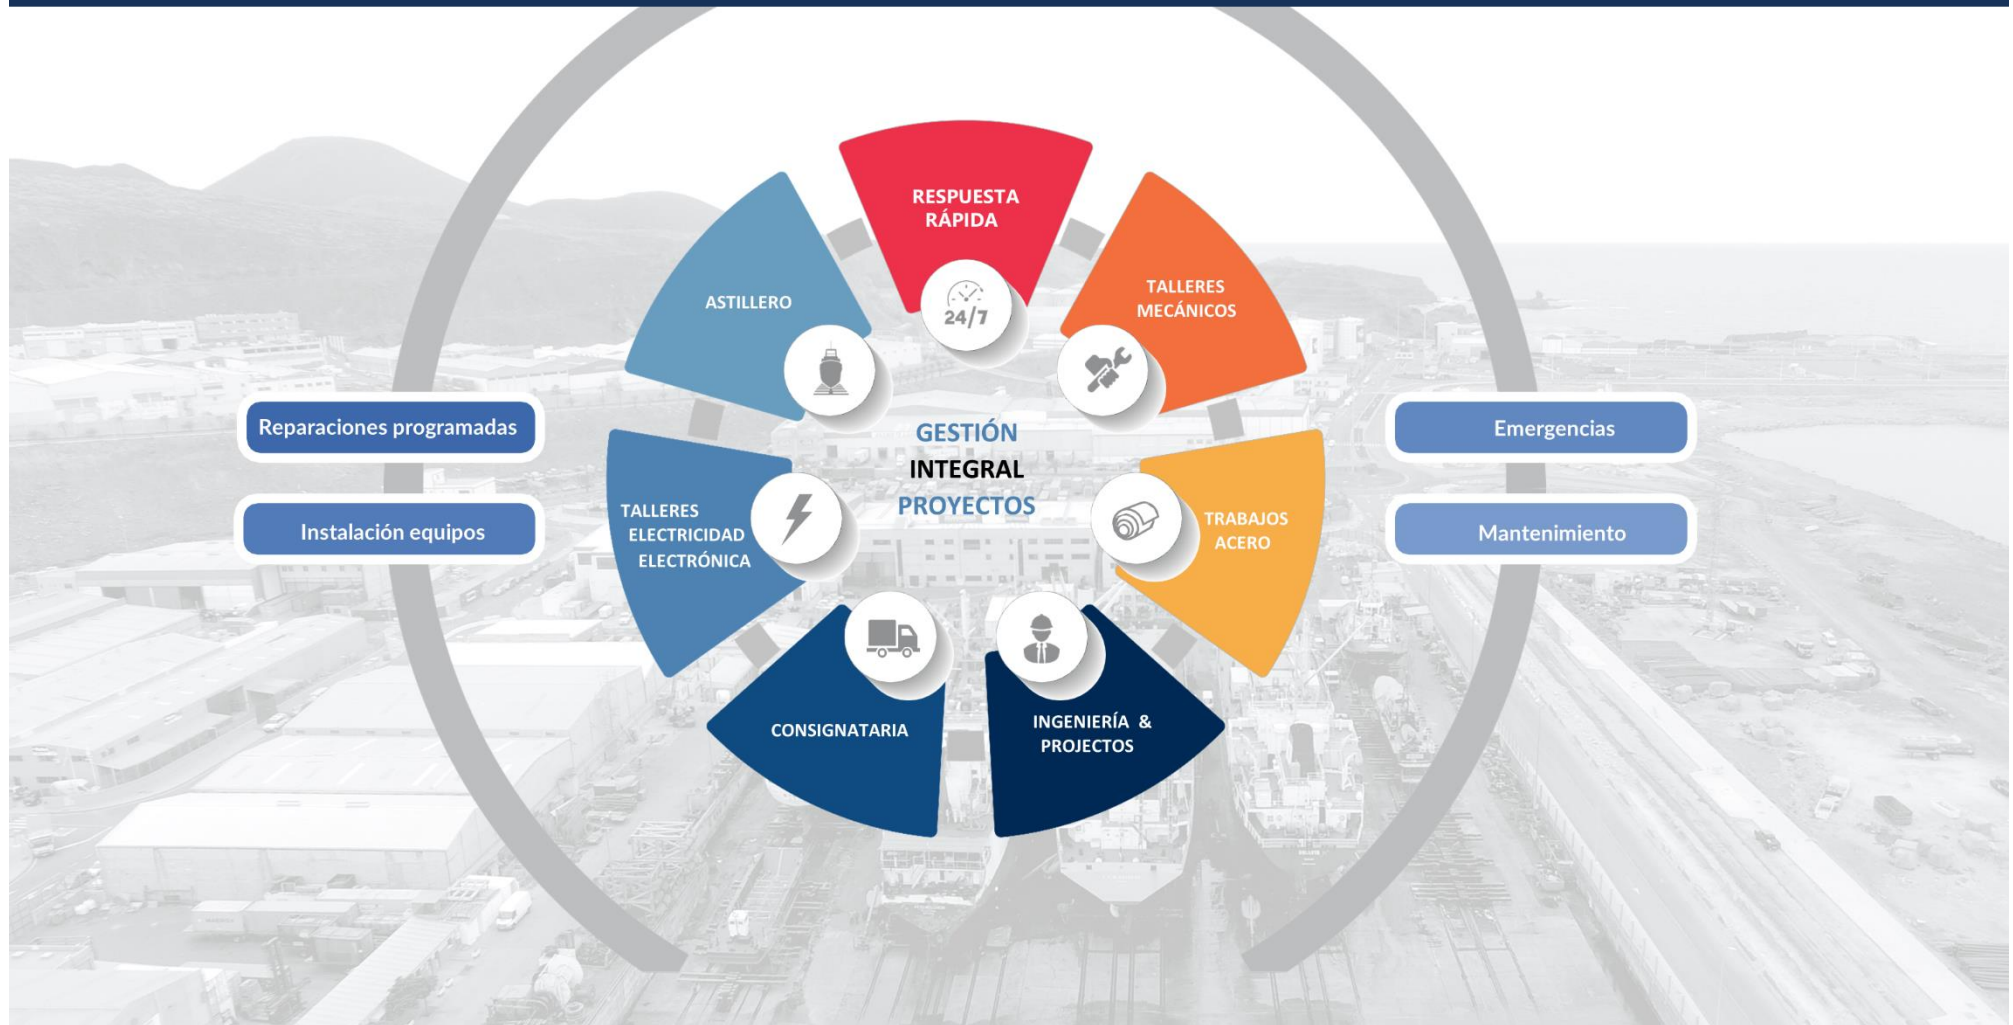 RESPUESTA
RÁPIDA
24/7
TALLERES
MECÁNICOS
ASTILLERO
GESTIÓN
INTEGRAL
PROYECTOS
Reparaciones programadas
Instalación equipos
TALLERES
ELECTRICIDAD
ELECTRÓNICA
TRABAJOS
ACERO
Emergencias
Mantenimiento
CONSIGNATARIA
INGENIERÍA &
PROJECTOS